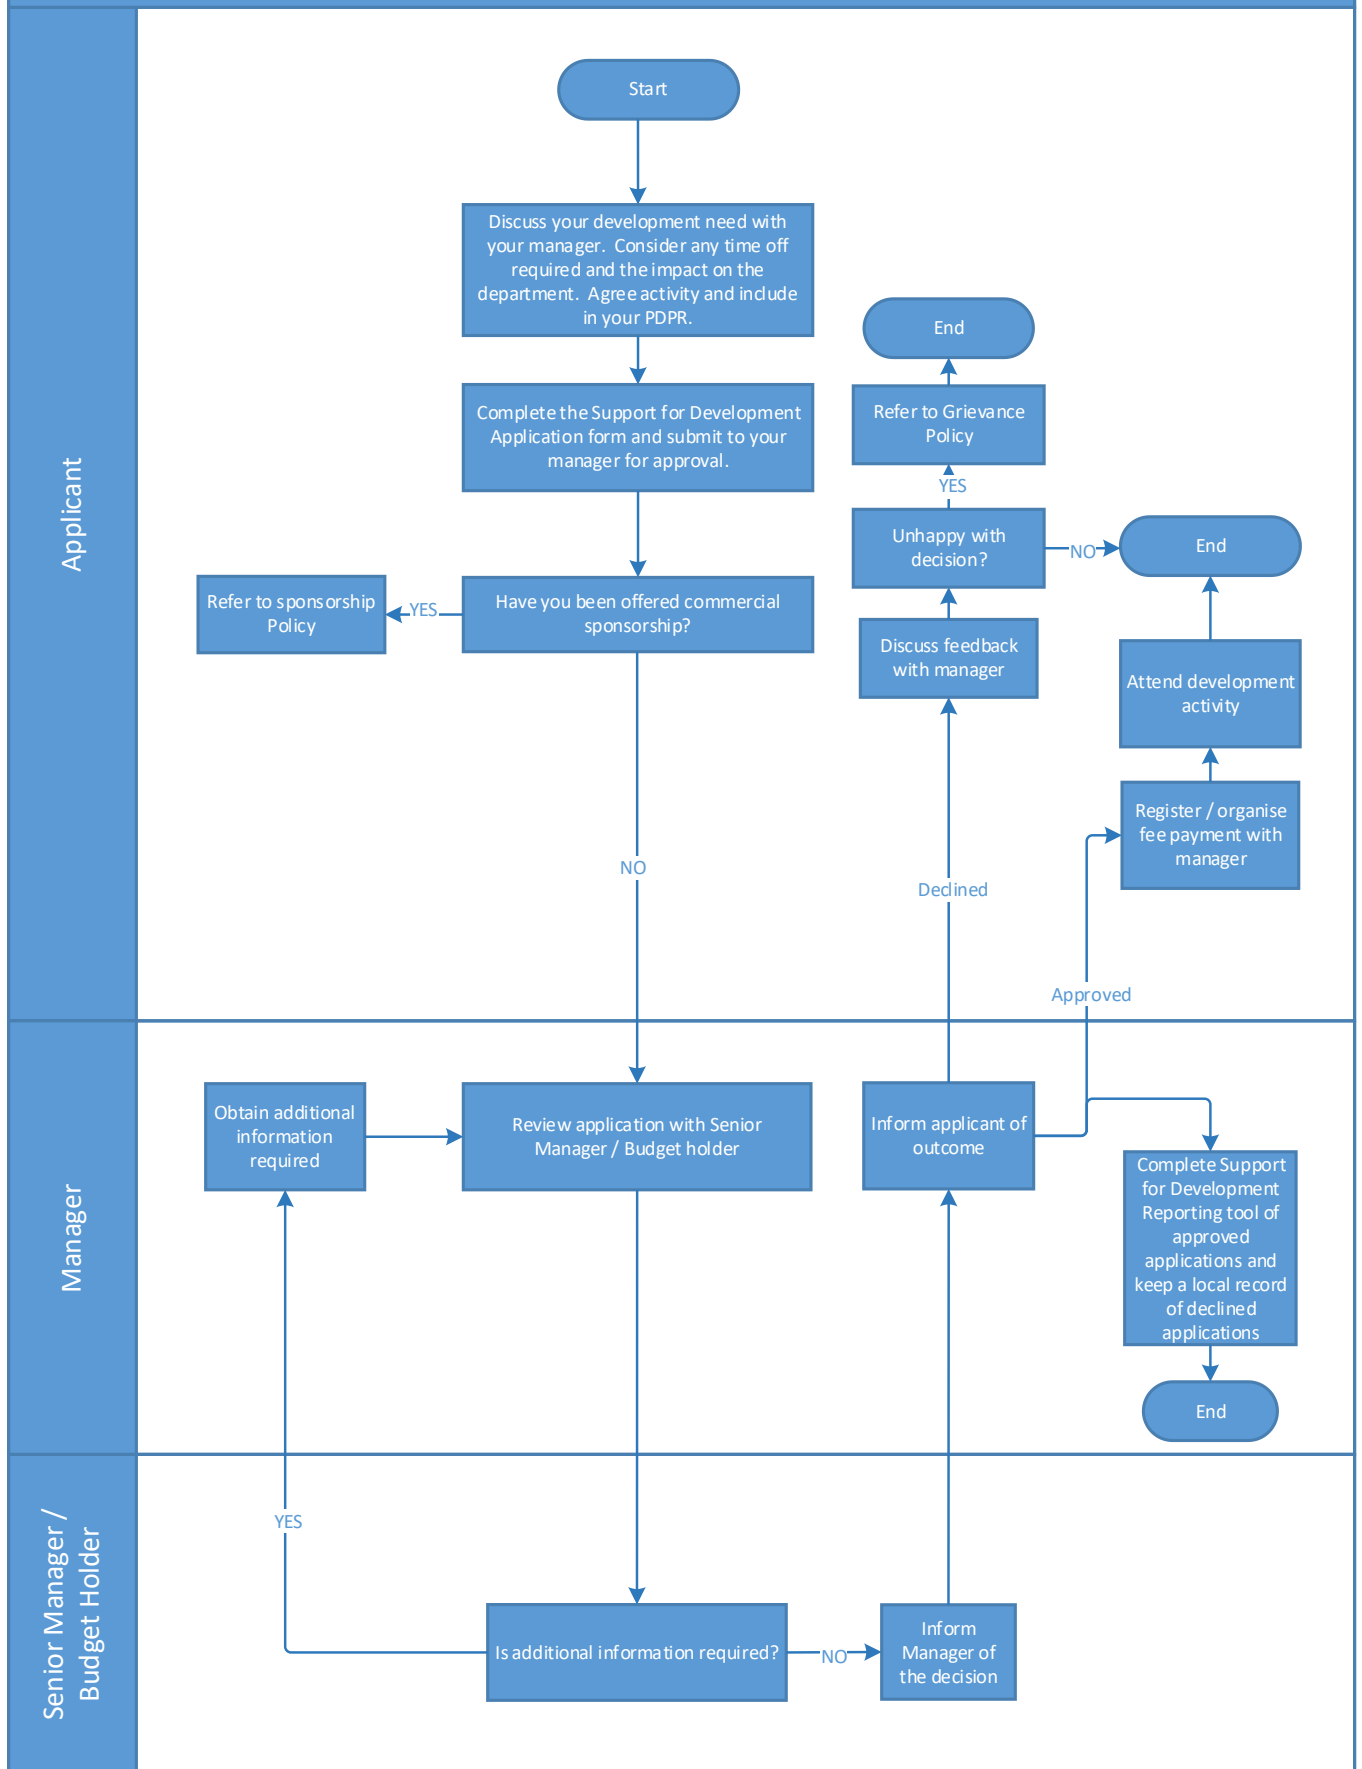 Applicant
Start
Discuss your development need with
your manager.  Consider any time off
required and the impact on the
department.  Agree activity and include
in your PDPR.
Complete the Support for Development
Application form and submit to your
manager for approval.
Have you been offered commercial
sponsorship?
YES
Refer to sponsorship
Policy
NO
End
Refer to Grievance
Policy
YES
Unhappy with
decision?
NO
End
Discuss feedback
with manager
Attend development
activity
Register / organise
fee payment with
manager
Declined
Approved
Manager
Obtain additional
information
required
Review application with Senior
Manager / Budget holder
Inform applicant of
outcome
Complete Support
for Development
Reporting tool of
approved
applications and
keep a local record
of declined
applications
End
Senior Manager /
Budget Holder
YES
Is additional information required?
NO
Inform
Manager of
the decision